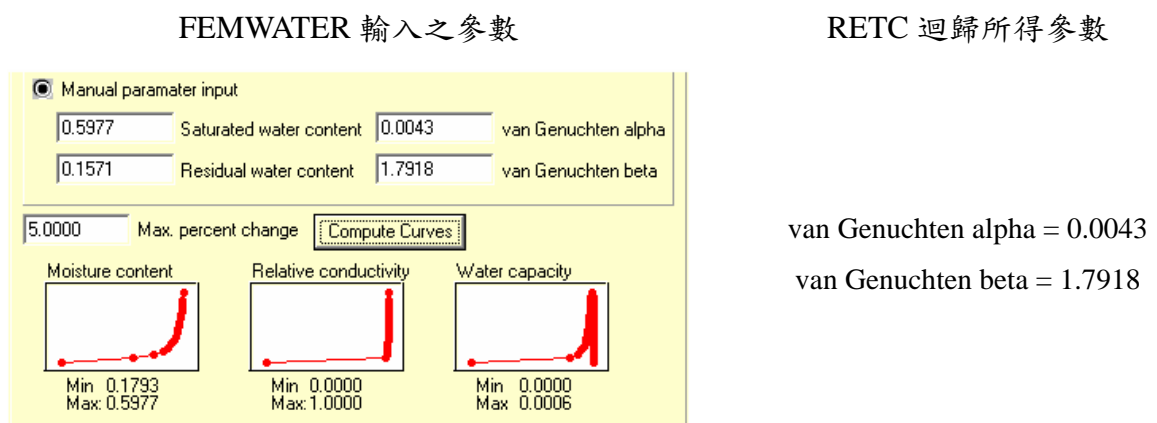 FEMWATER 輸入之參數
RETC 迴歸所得參數
Manual paramater input
0.5977 Saturated water content 0.0043 van Genuchten alpha
0.1571 Residual water content 1.7918 van Genuchten beta
5.0000 Max. percent change Compute Curves
Moisture content Relative conductivity Water capacity
Min 0.1793 Min 0.0000 Min 0.0000
Max: 0.5977 Max: 1.0000 Max 0.0006
van Genuchten alpha = 0.0043
van Genuchten beta = 1.7918